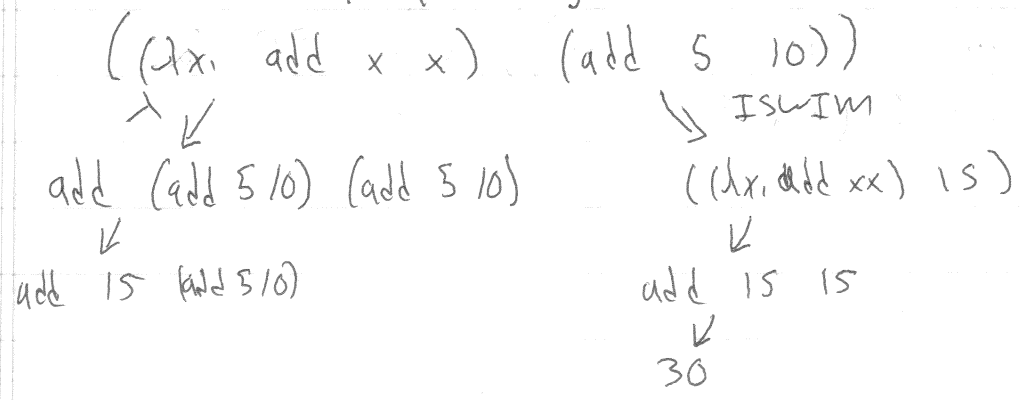 ((λx. add x x) (add 5 10))
λ ISWIM
add (add 5 10) (add 5 10) ((λx. add xx) 15)
add 15 (add 5 10) add 15 15
30